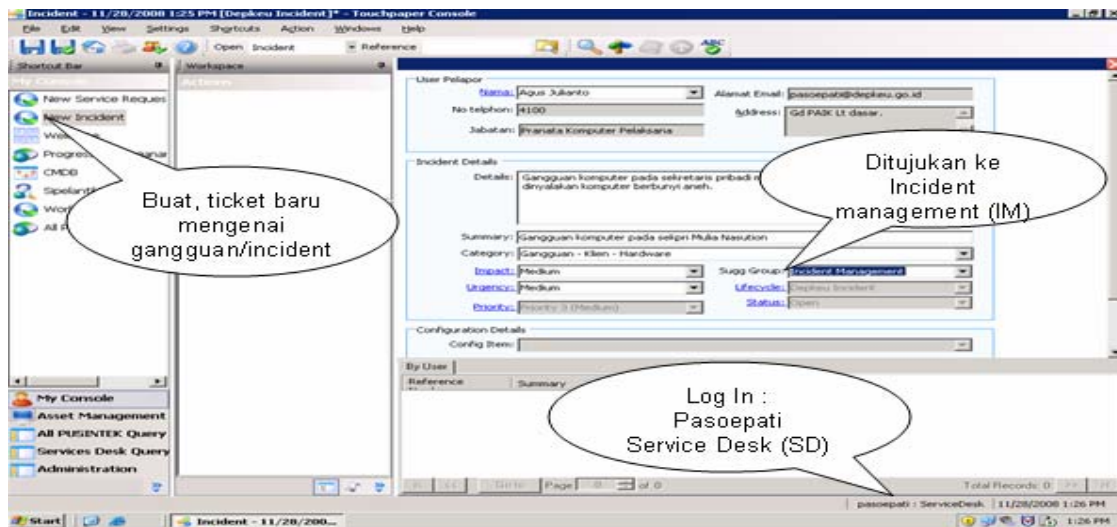 Incident - 11/28/2008 1:25 PM [Depkeu Incident]* - Touchpaper Console
File Edit View Settings Shortcuts Action Windows Help
Open Incident Reference
Shortcut Bar
Workspace
My Console
Actions
New Service Reques
New Incident
CMDB
All
Buat, ticket baru
mengenai
gangguan/incident
User Pelapor
Nama: Agus Julianto
Alamat Email: pasoepati@depkeu.go.id
No telphon: 4100
Address: Gd PAIK Lt dasar.
Jabatan: Pranata Komputer Pelaksana
Incident Details
Details: Gangguan komputer pada sekretaris pribadi
dinyalakan komputer berbunyi aneh.
Ditujukan ke
Incident
management (IM)
Summary: Gangguan komputer pada sekpri Mulia Nasution
Category: Gangguan - Klien - Hardware
Impact: Medium
Sugg Group: Incident Management
Urgency: Medium
Lifecycle: Depkeu Incident
Priority: Priority 3 (Medium)
Status: Open
Configuration Details
Config Item:
By User
Reference
Summary
Log In :
Pasoepati
Service Desk (SD)
My Console
Asset Management
All PUSINTEK Query
Services Desk Query
Administration
Go to Page 0 of 0
Total Records: 0
pasoepati : ServiceDesk 11/28/2008 1:26 PM
Start
Incident - 11/28/200...
1:26 PM